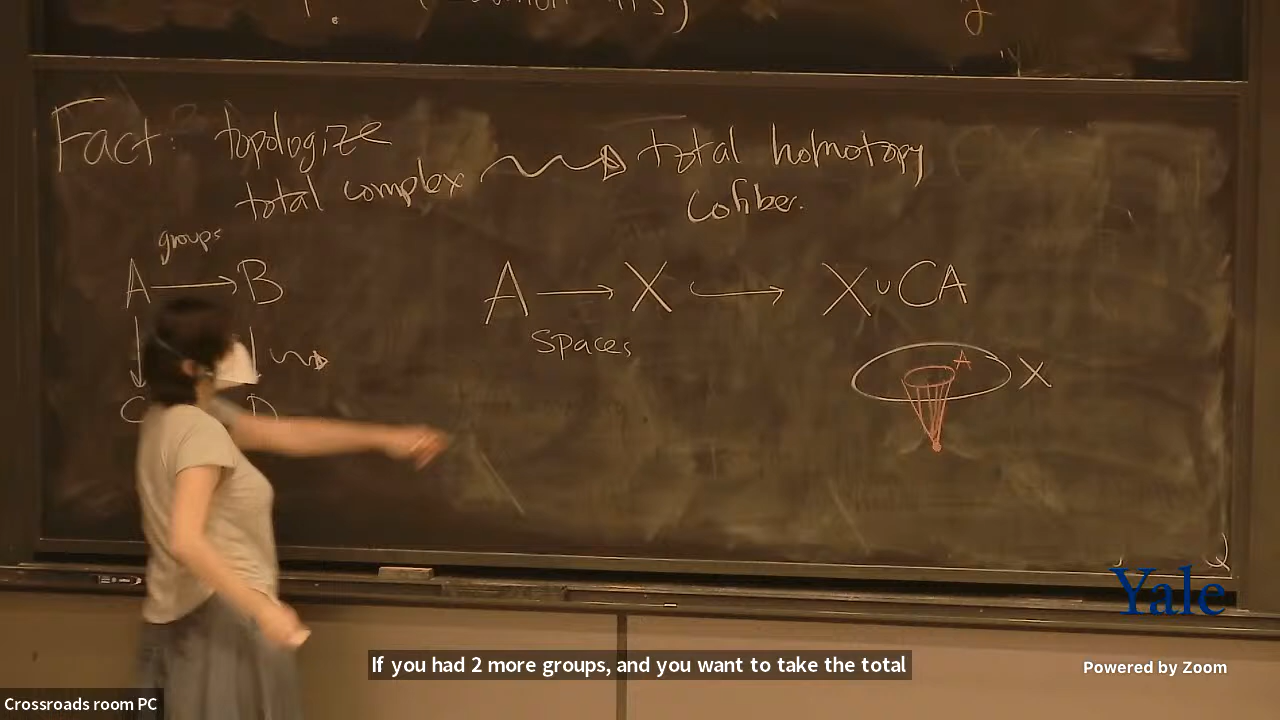 Fact: topologize
total complex
total homotopy
cofiber.
groups
A → B
C D
A → X ↪ X ∪ CA
spaces
A
X
Yale
If you had 2 more groups, and you want to take the total
Powered by Zoom
Crossroads room PC